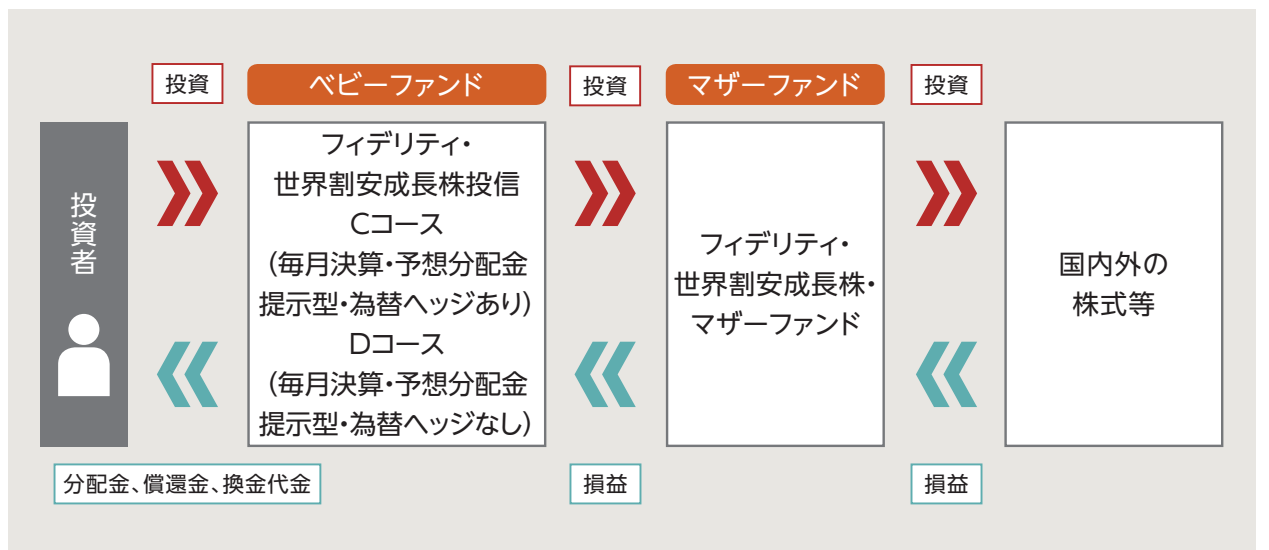 投資
ベビーファンド
投資
マザーファンド
投資
投資者
フィデリティ・
世界割安成長株投信
Cコース
(毎月決算・予想分配金
提示型・為替ヘッジあり)
Dコース
(毎月決算・予想分配金
提示型・為替ヘッジなし)
フィデリティ・
世界割安成長株・
マザーファンド
国内外の
株式等
分配金、償還金、換金代金
損益
損益